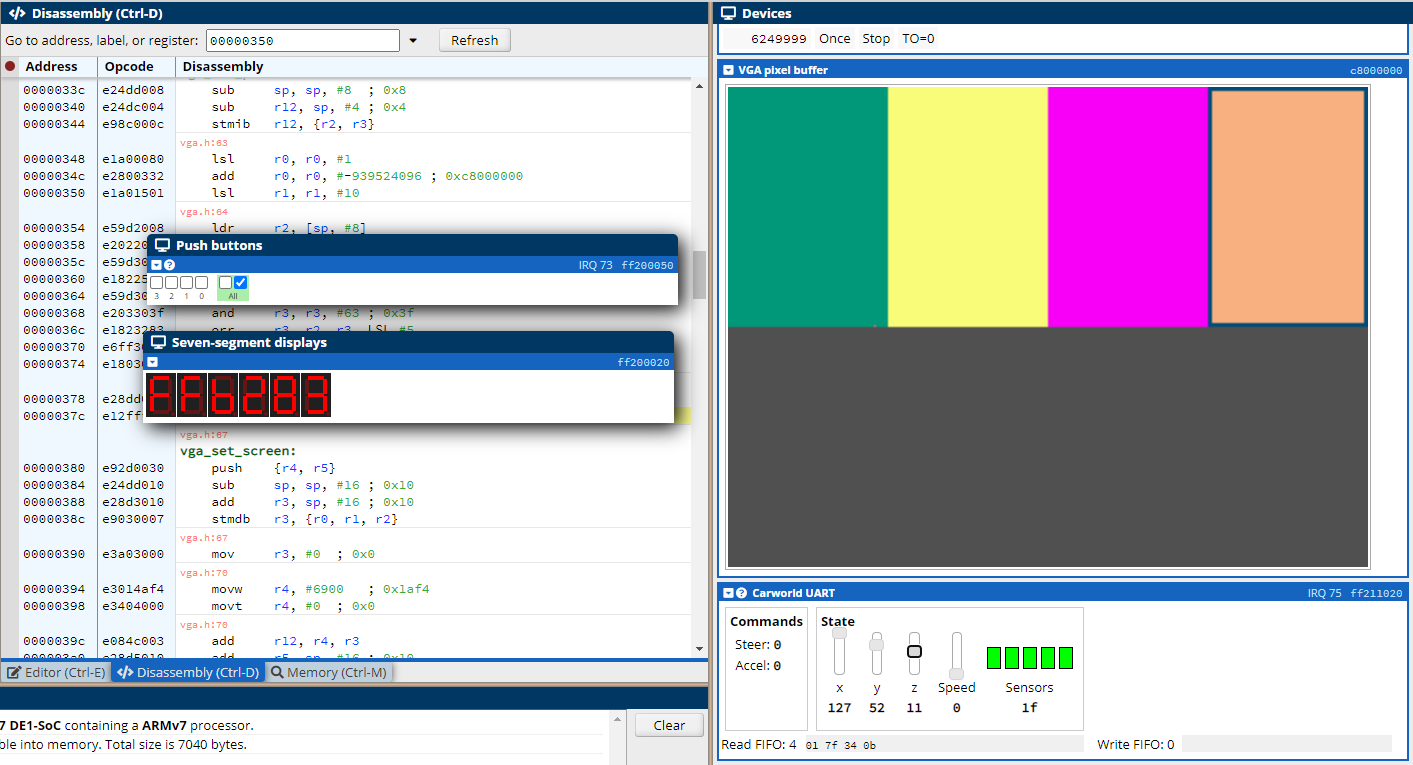 Disassembly (Ctrl-D)
Go to address, label, or register: 00000350 Refresh
Address Opcode Disassembly
0000033c e24dd008 sub sp, sp, #8 ; 0x8
00000340 e24dc004 sub r12, sp, #4 ; 0x4
00000344 e98c000c stmib r12, {r2, r3}
vga.h:63
00000348 e1a00080 lsl r0, r0, #1
0000034c e2800332 add r0, r0, #-939524096 ; 0xc8000000
00000350 e1a01501 lsl r1, r1, #10
vga.h:64
00000354 e59d2008 ldr r2, [sp, #8]
00000358
0000035c
00000360
00000364
00000368 e203303f and r3, r3, #63 ; 0x3f
0000036c e1823283 orr r3, r2, r3, LSL #5
00000370
00000374
00000378
0000037c
vga.h:67
vga_set_screen:
00000380 e92d0030 push {r4, r5}
00000384 e24dd010 sub sp, sp, #16 ; 0x10
00000388 e28d3010 add r3, sp, #16 ; 0x10
0000038c e9030007 stmdb r3, {r0, r1, r2}
vga.h:67
00000390 e3a03000 mov r3, #0 ; 0x0
vga.h:70
00000394 e3014af4 movw r4, #6900 ; 0x1af4
00000398 e3404000 movt r4, #0 ; 0x0
vga.h:70
0000039c e084c003 add r12, r4, r3
000003a0 e28d5010 add r5, sp, #16 ; 0x10
Push buttons
IRQ 73 ff200050
3 2 1 0 All
Seven-segment displays
ff200020
Editor (Ctrl-E) Disassembly (Ctrl-D) Memory (Ctrl-M)
7 DE1-SoC containing a ARMv7 processor.
ble into memory. Total size is 7040 bytes.
Clear
Devices
6249999 Once Stop TO=0
VGA pixel buffer c8000000
Carworld UART IRQ 75 ff211020
Commands
Steer: 0
Accel: 0
State
x y z Speed Sensors
127 52 11 0 1f
Read FIFO: 4 01 7f 34 0b Write FIFO: 0